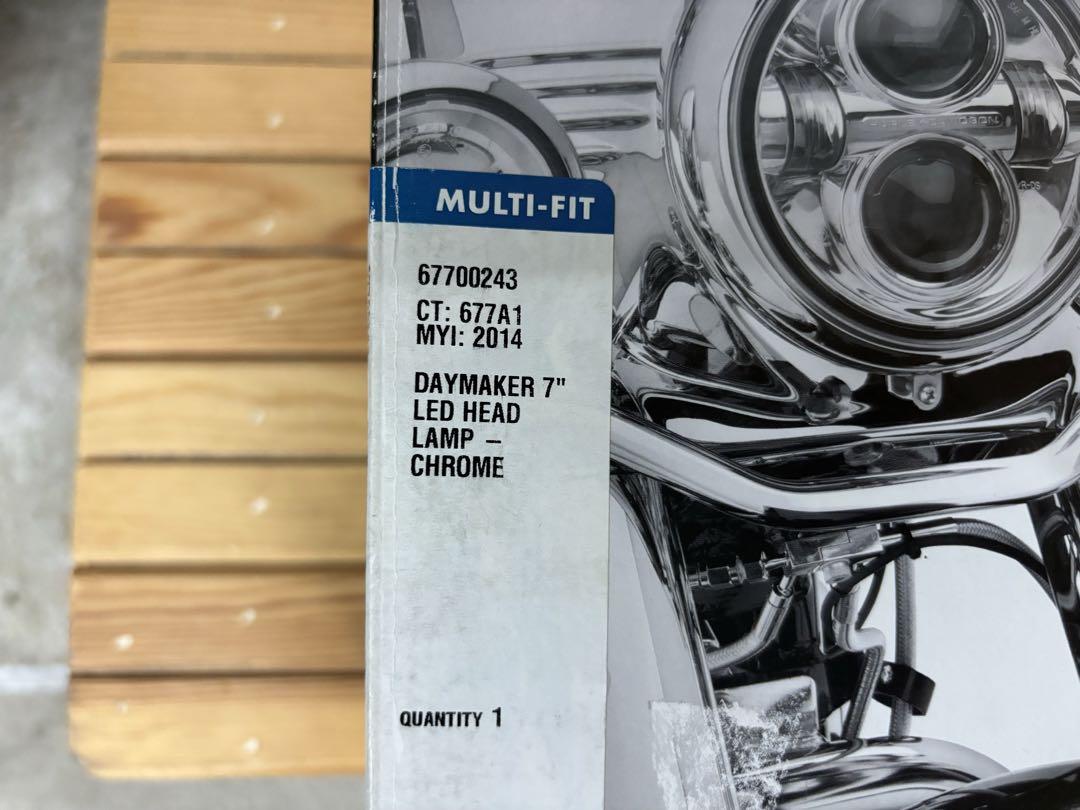 MULTI-FIT
67700243
CT: 677A1
MYI: 2014
DAYMAKER 7"
LED HEAD
LAMP –
CHROME
QUANTITY 1